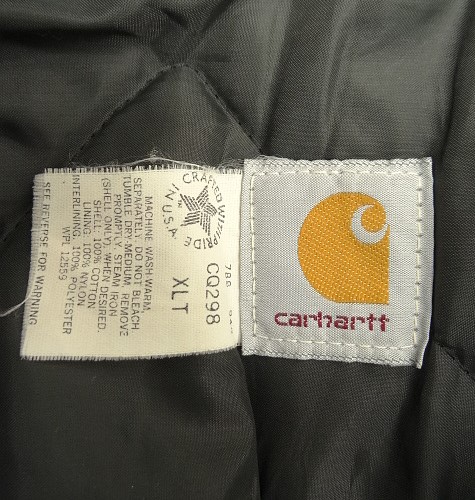 CRAFTED WITH PRIDE
IN U.S.A.
MACHINE WASH WARM,
SEPARATELY. DO NOT BLEACH
TUMBLE DRY MEDIUM. REMOVE
PROMPTLY. STEAM IRON
(SHELL ONLY) WHEN DESIRED.
SHELL: 100% COTTON
LINING: 100% NYLON
INTERLINING: 100% POLYESTER
WPL 12559
SEE REVERSE FOR WARNING
CQ298
XLT
carhartt